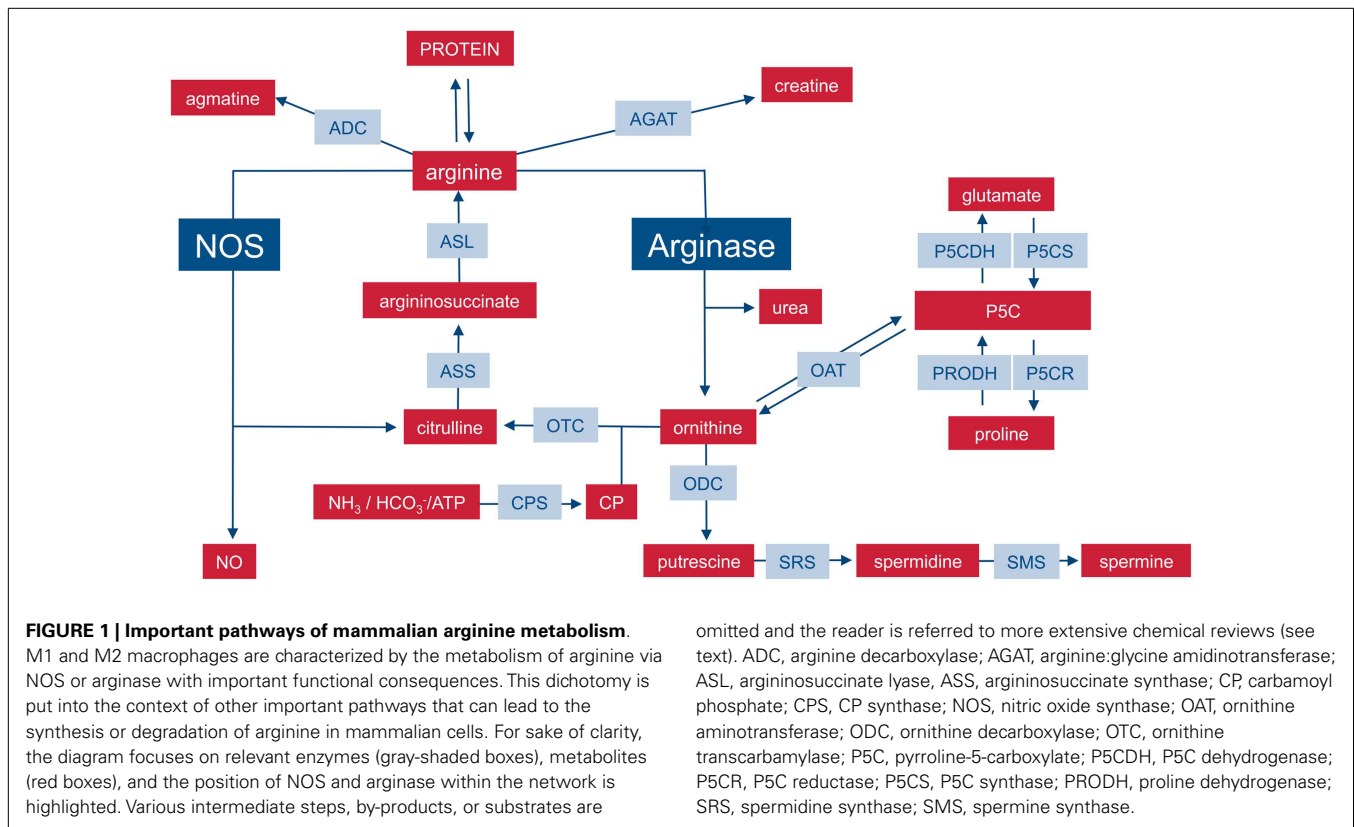 PROTEIN
agmatine
creatine
ADC
AGAT
arginine
glutamate
NOS
ASL
Arginase
P5CDH
P5CS
argininosuccinate
urea
P5C
ASS
OAT
PRODH
P5CR
citrulline
OTC
ornithine
proline
ODC
NH₃ / HCO₃⁻/ATP
CPS
CP
NO
putrescine
SRS
spermidine
SMS
spermine
FIGURE 1 | Important pathways of mammalian arginine metabolism.
M1 and M2 macrophages are characterized by the metabolism of arginine via
NOS or arginase with important functional consequences. This dichotomy is
put into the context of other important pathways that can lead to the
synthesis or degradation of arginine in mammalian cells. For sake of clarity,
the diagram focuses on relevant enzymes (gray-shaded boxes), metabolites
(red boxes), and the position of NOS and arginase within the network is
highlighted. Various intermediate steps, by-products, or substrates are
omitted and the reader is referred to more extensive chemical reviews (see
text). ADC, arginine decarboxylase; AGAT, arginine:glycine amidinotransferase;
ASL, argininosuccinate lyase, ASS, argininosuccinate synthase; CP, carbamoyl
phosphate; CPS, CP synthase; NOS, nitric oxide synthase; OAT, ornithine
aminotransferase; ODC, ornithine decarboxylase; OTC, ornithine
transcarbamylase; P5C, pyrroline-5-carboxylate; P5CDH, P5C dehydrogenase;
P5CR, P5C reductase; P5CS, P5C synthase; PRODH, proline dehydrogenase;
SRS, spermidine synthase; SMS, spermine synthase.